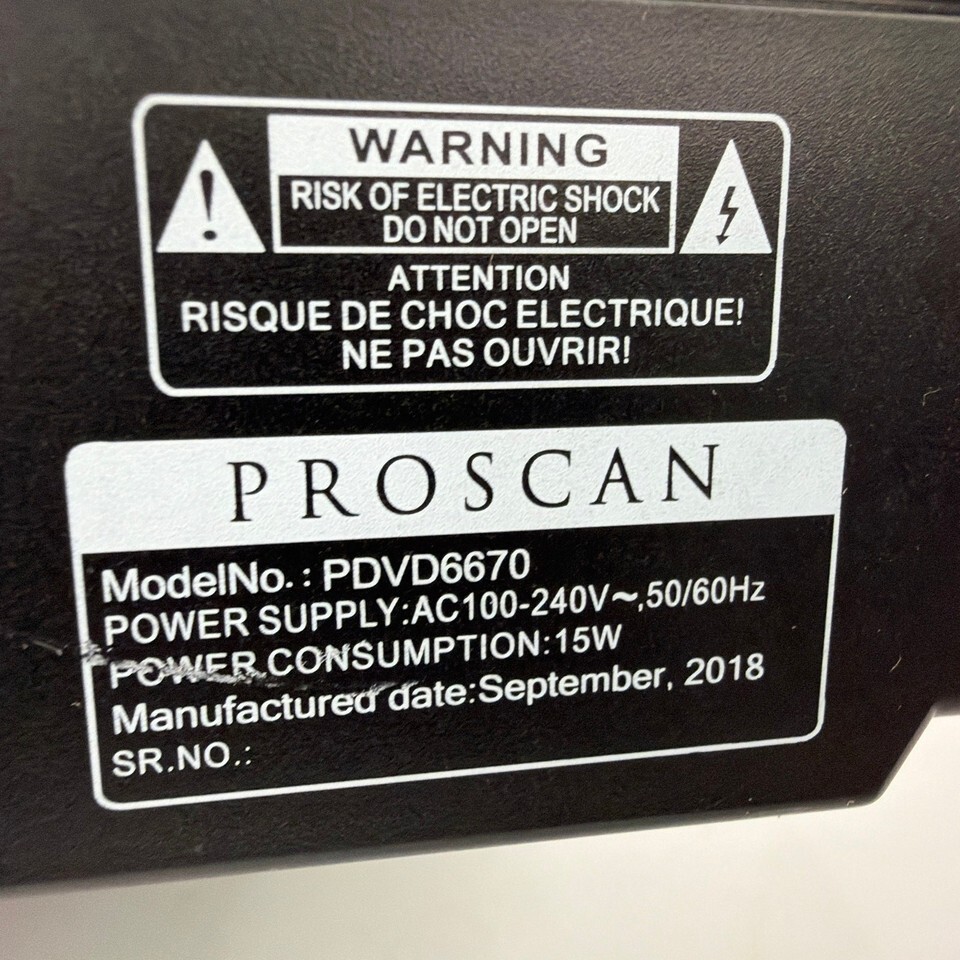 WARNING
RISK OF ELECTRIC SHOCK
DO NOT OPEN
ATTENTION
RISQUE DE CHOC ELECTRIQUE!
NE PAS OUVRIR!
PROSCAN
ModelNo.: PDVD6670
POWER SUPPLY:AC100-240V~,50/60Hz
POWER CONSUMPTION:15W
Manufactured date:September, 2018
SR.NO.: